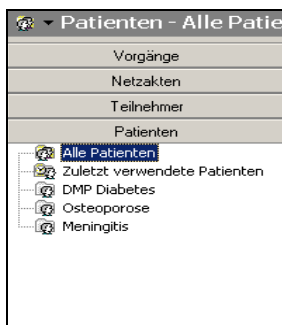 Patienten - Alle Patie
Vorgänge
Netzakten
Teilnehmer
Patienten
Alle Patienten
Zuletzt verwendete Patienten
DMP Diabetes
Osteoporose
Meningitis